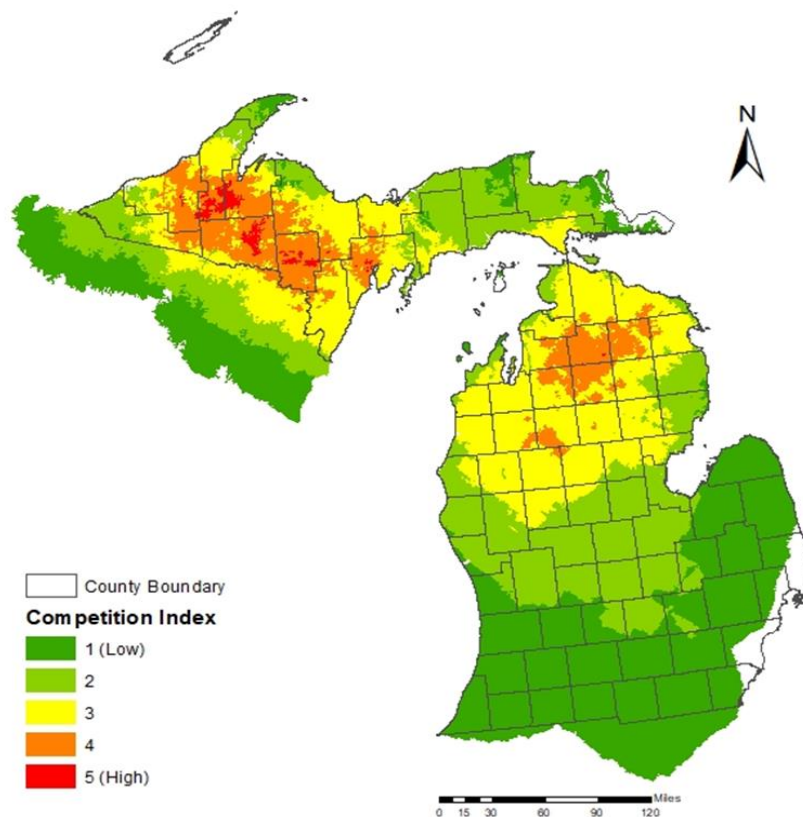 N
County Boundary
Competition Index
1 (Low)
2
3
4
5 (High)
Miles
0 15 30 60 90 120